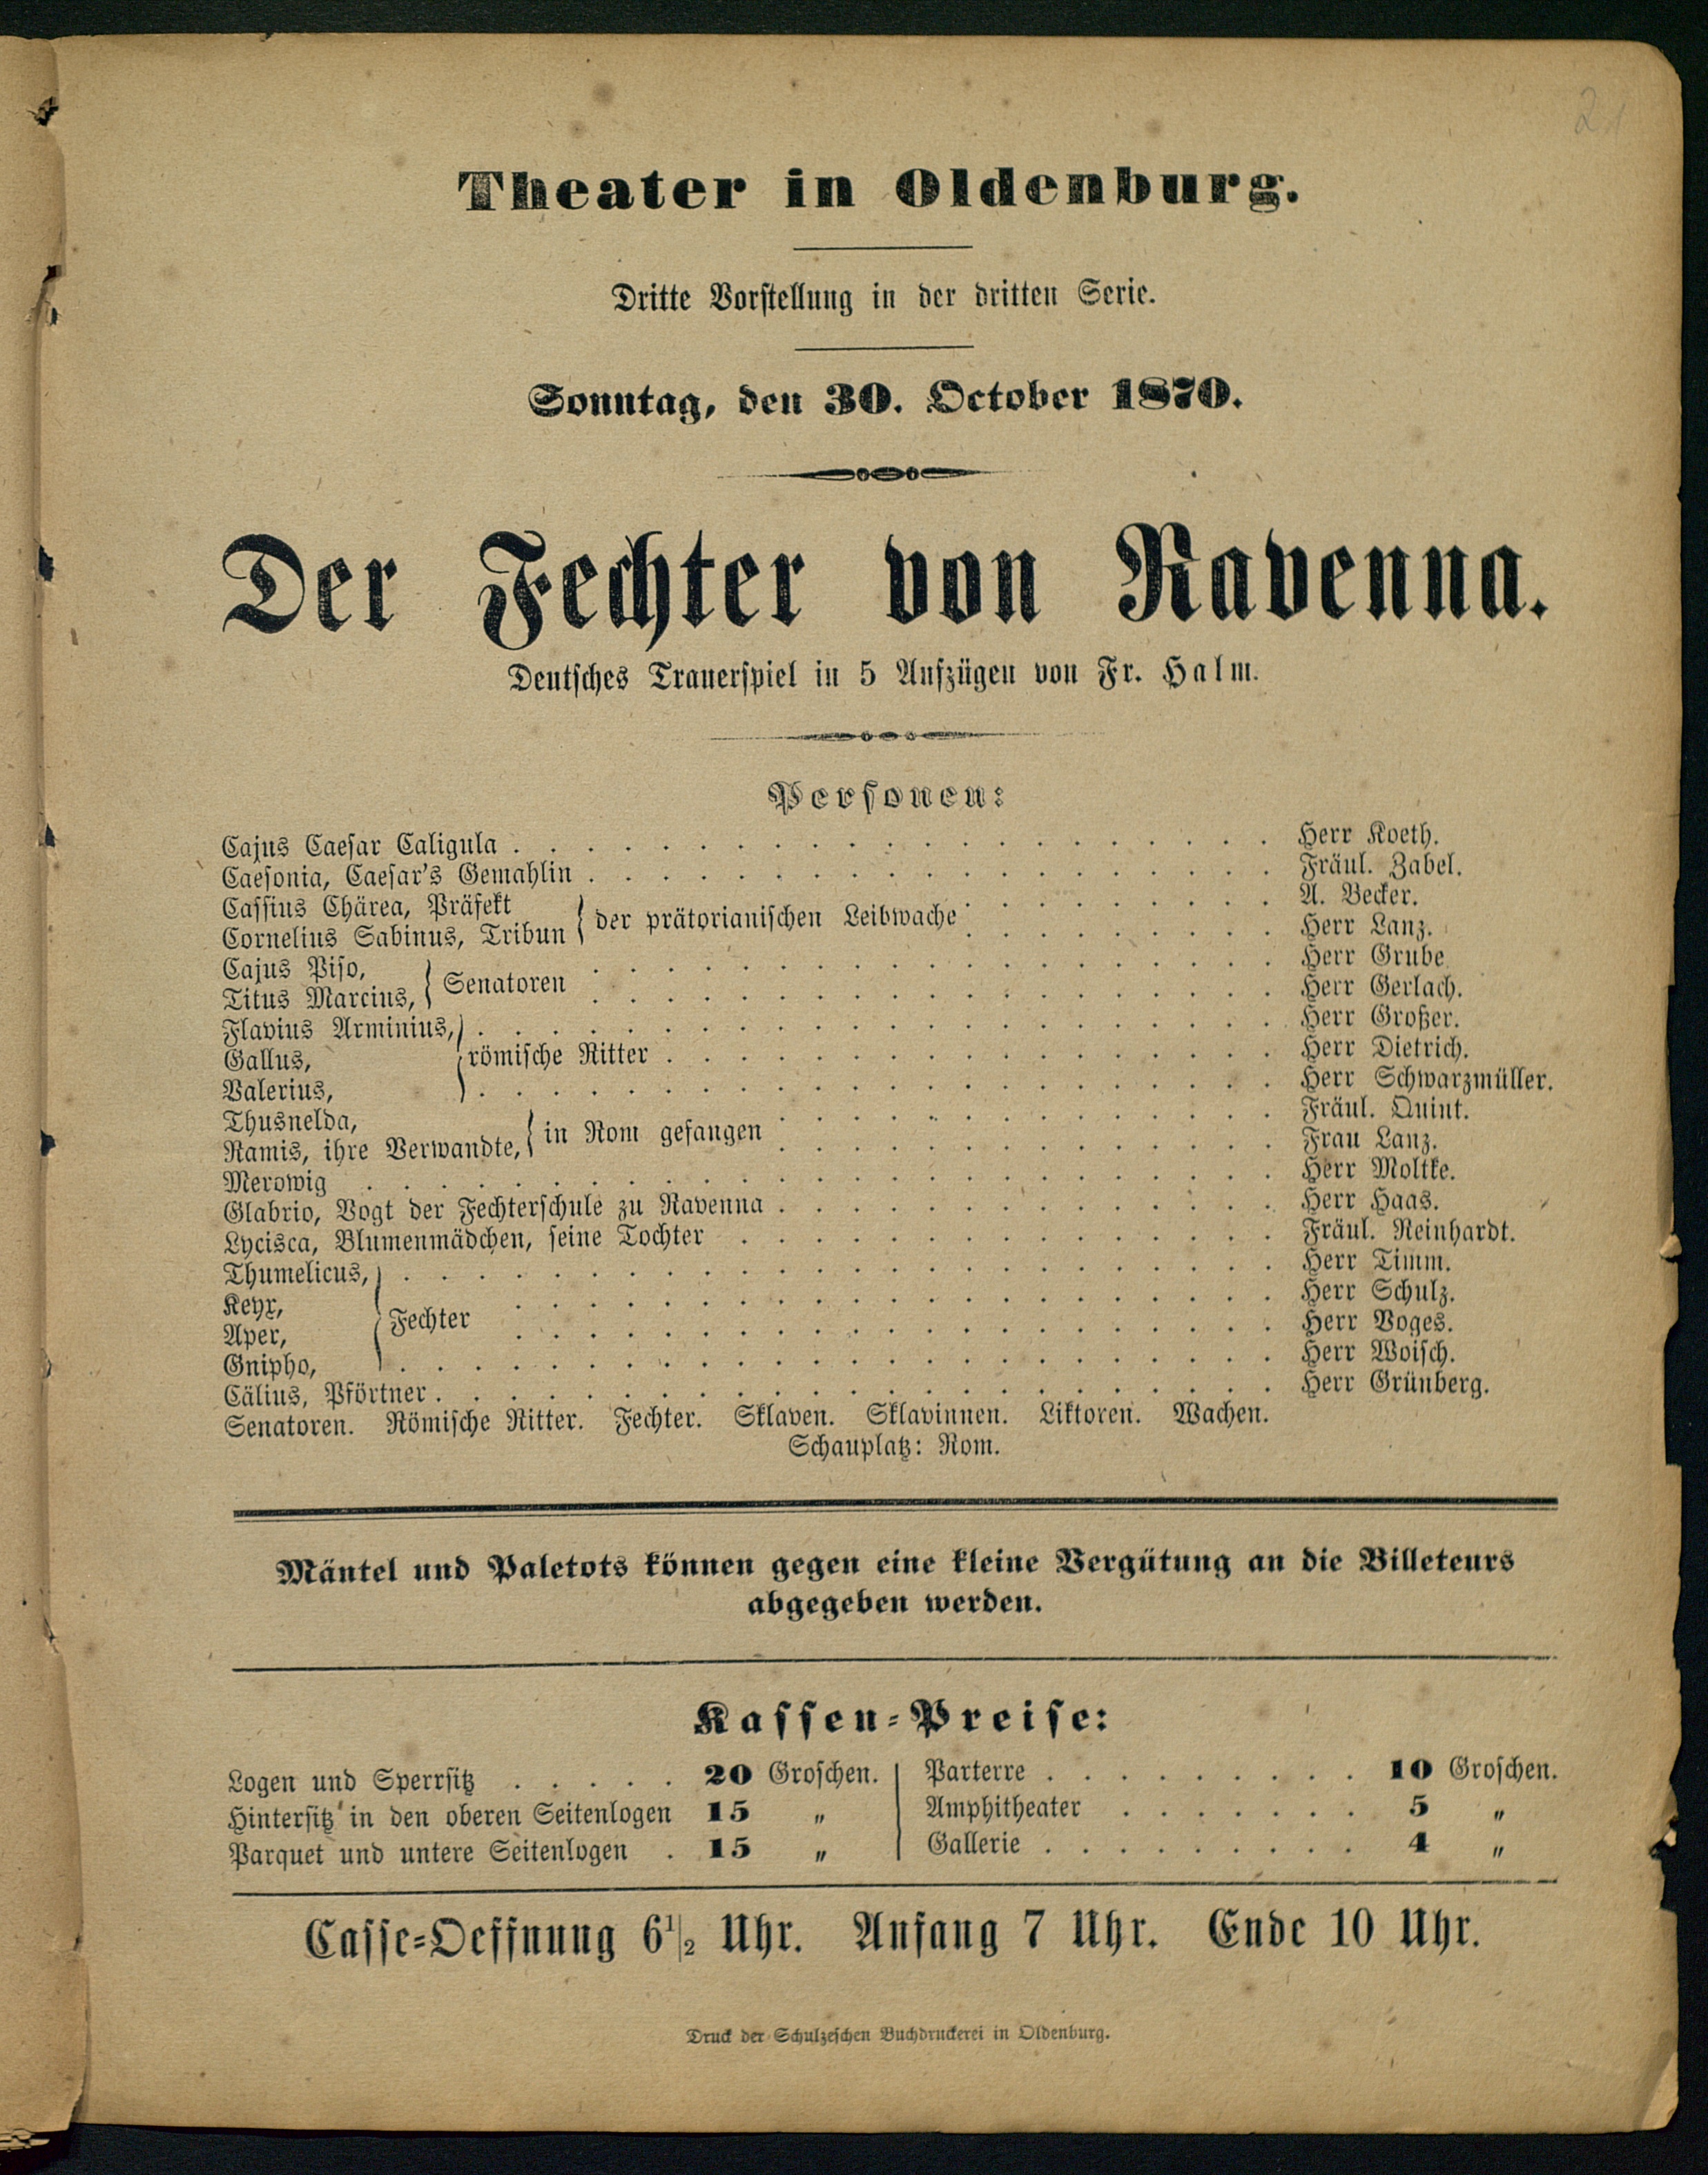 21
Theater in Oldenburg.
Dritte Vorstellung in der dritten Serie.
Sonntag, den 30. October 1870.
Der Fechter von Ravenna.
Deutsches Trauerspiel in 5 Aufzügen von Fr. Halm.
Personen:
Cajus Caesar Caligula . . . . . Herr Koeth.
Caesonia, Caesar's Gemahlin . . . . . Fräul. Zabel.
Cassius Chärea, Präfekt } der prätorianischen Leibwache . . . . . A. Becker.
Cornelius Sabinus, Tribun . . . . . Herr Lanz.
Cajus Piso, } Senatoren . . . . . Herr Grube
Titus Marcius, . . . . . Herr Gerlach.
Flavius Arminius, . . . . . Herr Großer.
Gallus, } römische Ritter . . . . . Herr Dietrich.
Valerius, . . . . . Herr Schwarzmüller.
Thusnelda, } in Rom gefangen . . . . . Fräul. Quint.
Ramis, ihre Verwandte, . . . . . Frau Lanz.
Merowig . . . . . Herr Moltke.
Glabrio, Vogt der Fechterschule zu Ravenna . . . . . Herr Haas.
Lycisca, Blumenmädchen, seine Tochter . . . . . Fräul. Reinhardt.
Thumelicus, . . . . . Herr Timm.
Keyx, } Fechter . . . . . Herr Schulz.
Aper, . . . . . Herr Voges.
Gnipho, . . . . . Herr Woisch.
Cälius, Pförtner . . . . . Herr Grünberg.
Senatoren. Römische Ritter. Fechter. Sklaven. Sklavinnen. Liktoren. Wachen.
Schauplatz: Rom.
Mäntel und Paletots können gegen eine kleine Vergütung an die Billeteurs
abgegeben werden.
Kassen-Preise:
Logen und Sperrsitz . . . . . 20 Groschen. | Parterre . . . . . 10 Groschen.
Hintersitz in den oberen Seitenlogen 15 „ | Amphitheater . . . . . 5 „
Parquet und untere Seitenlogen . 15 „ | Gallerie . . . . . 4 „
Casse-Oeffnung 6 1/2 Uhr. Anfang 7 Uhr. Ende 10 Uhr.
Druck der Schulzeschen Buchdruckerei in Oldenburg.